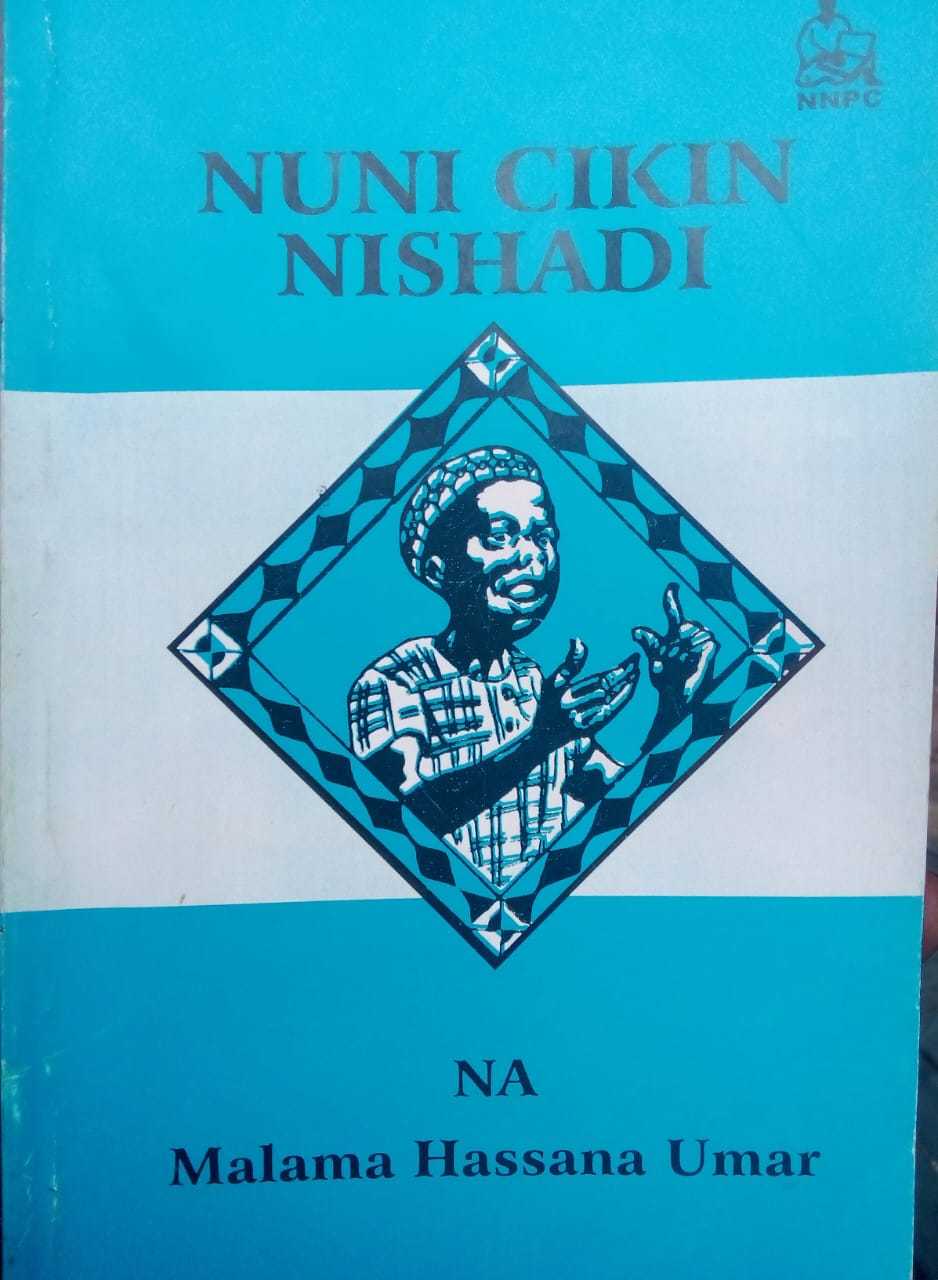 NNPC
NUNI CIKIN
NISHADI
NA
Malama Hassana Umar